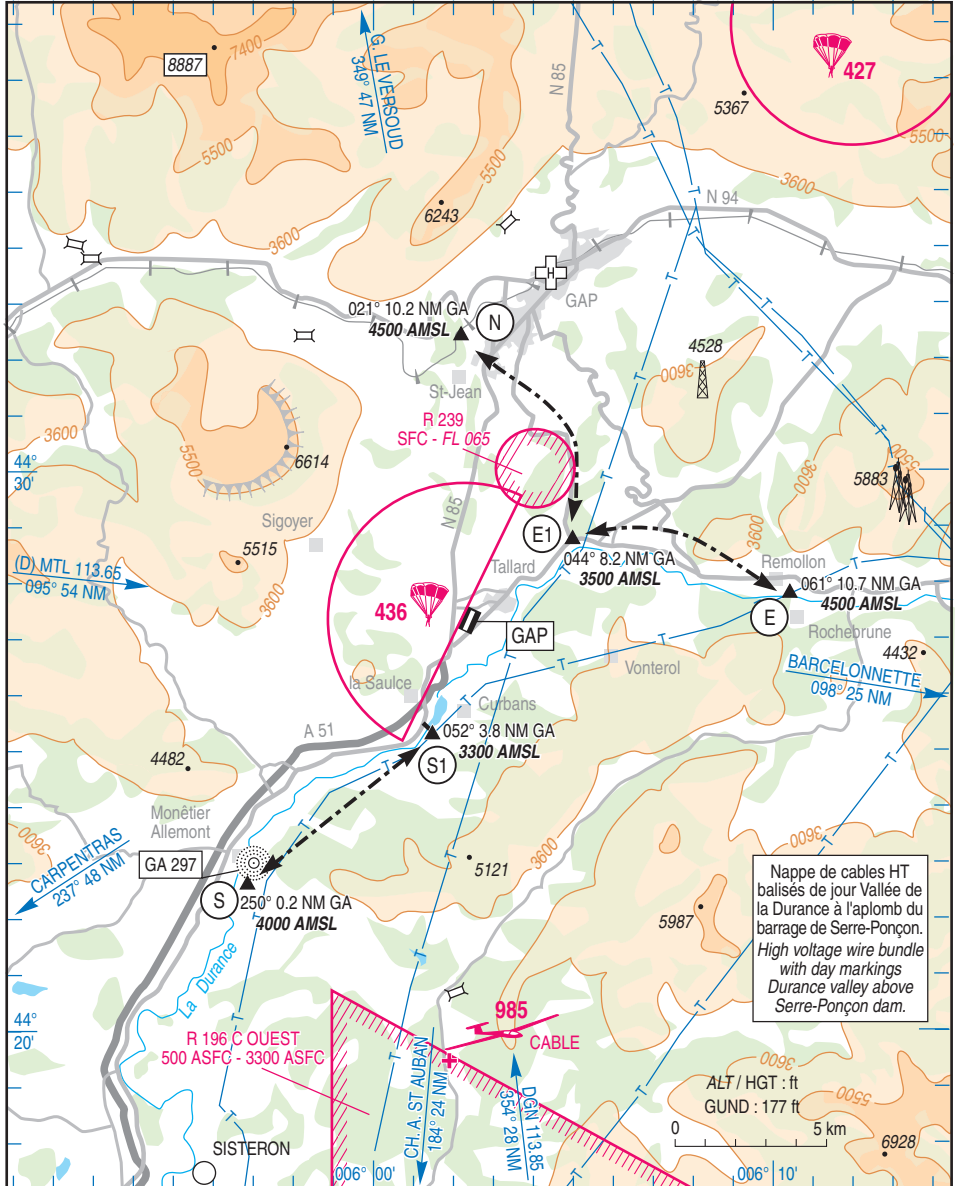 8887
7400
G. LE VERSOUD
349° 47 NM
N 85
427
5367
5500
5500
5500
3600
6243
3600
N 94
021° 10.2 NM GA
4500 AMSL
N
H
GAP
St-Jean
4528
3600
R 239
SFC - FL 065
3600
5500
6614
44°
30'
N 85
5883
3600
Sigoyer
5515
E1
3600
Remollon
(D) MTL 113.65
095° 54 NM
3600
Tallard
044° 8.2 NM GA
3500 AMSL
061° 10.7 NM GA
4500 AMSL
436
E
GAP
Rochebrune
Vonterol
4432
BARCELONNETTE
098° 25 NM
la Saulce
Curbans
A 51
052° 3.8 NM GA
3300 AMSL
S1
4482
Monêtier
Allemont
3600
3600
3600
CARPENTRAS
237° 48 NM
GA 297
5121
S
250° 0.2 NM GA
4000 AMSL
5987
Nappe de cables HT
balisés de jour Vallée de
la Durance à l'aplomb du
barrage de Serre-Ponçon.
High voltage wire bundle
with day markings
Durance valley above
Serre-Ponçon dam.
La Durance
44°
20'
R 196 C OUEST
500 ASFC - 3300 ASFC
985
CABLE
CH. A. ST AUBAN
184° 24 NM
DGN 113.85
354° 28 NM
3600
5500
ALT / HGT : ft
GUND : 177 ft
0
5 km
SISTERON
6928
006° 00'
006° 10'